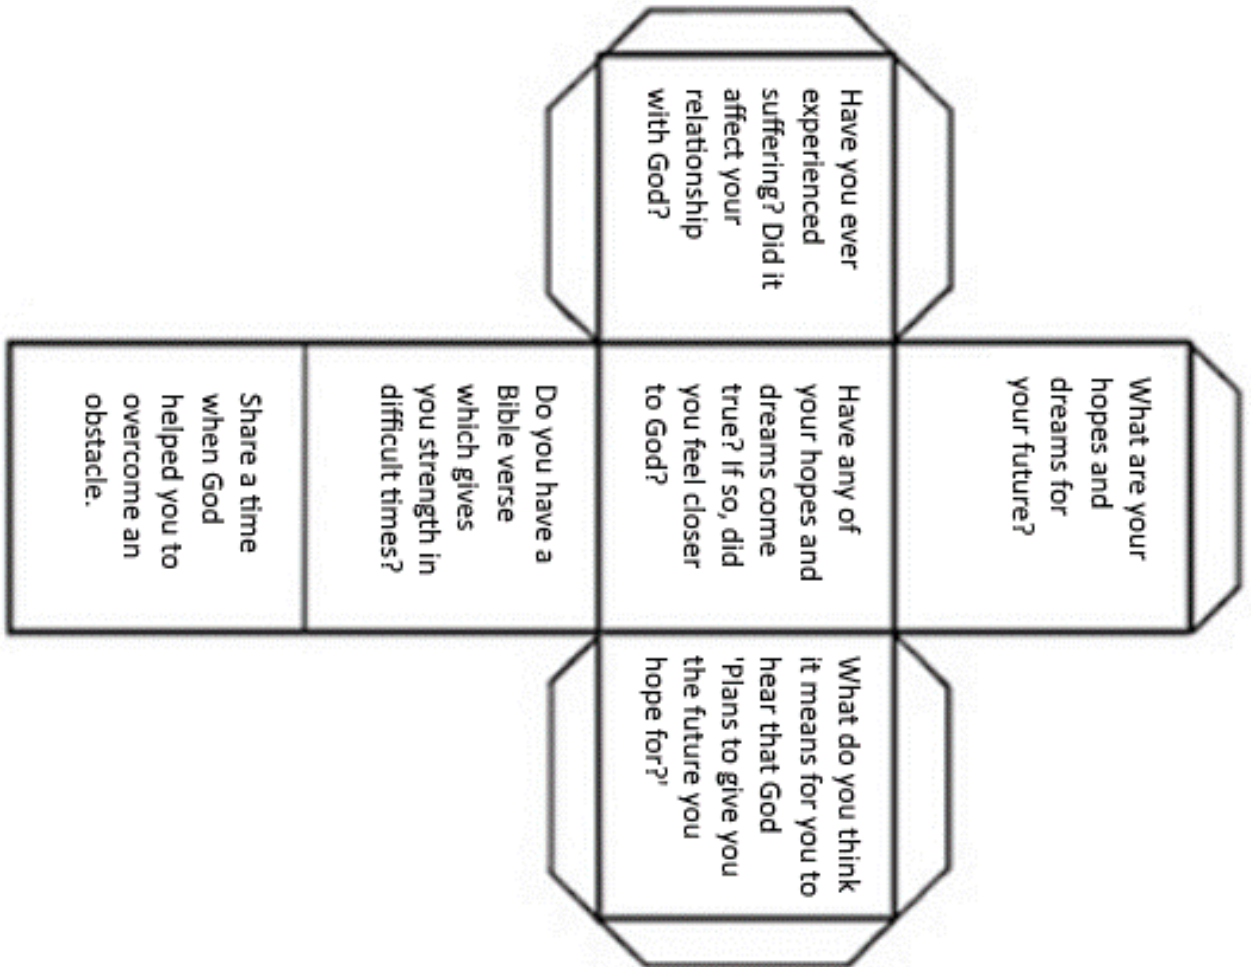 What are your
hopes and
dreams for
your future?
Have you ever
experienced
suffering? Did it
affect your
relationship
with God?
Have any of
your hopes and
dreams come
true? If so, did
you feel closer
to God?
What do you think
it means for you to
hear that God
'Plans to give you
the future you
hope for?'
Do you have a
Bible verse
which gives
you strength in
difficult times?
Share a time
when God
helped you to
overcome an
obstacle.